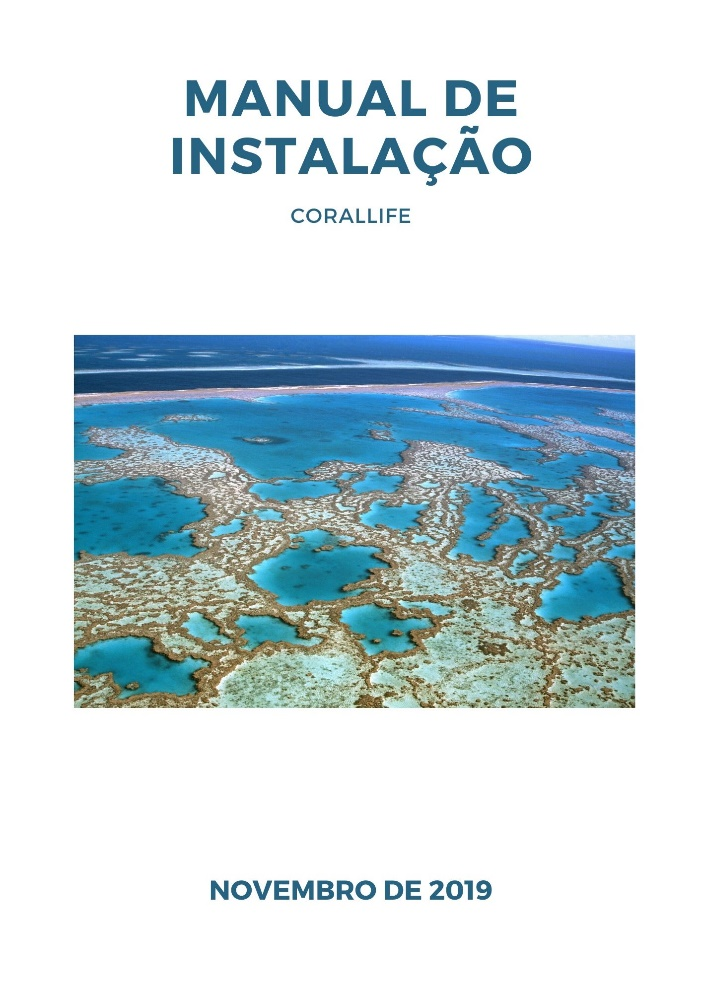 MANUAL DE
INSTALAÇÃO
CORALLIFE
NOVEMBRO DE 2019